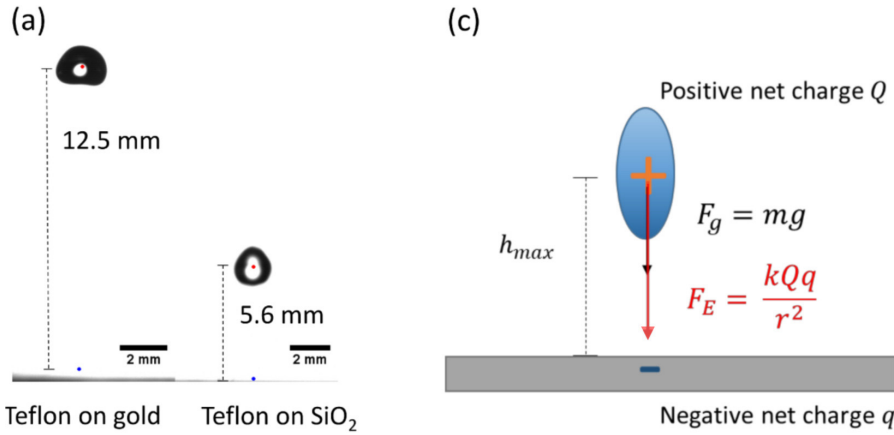 (a)
12.5 mm
5.6 mm
2 mm
2 mm
Teflon on gold
Teflon on SiO₂
(c)
Positive net charge Q
h_max
F_g = mg
F_E = kQq / r²
Negative net charge q